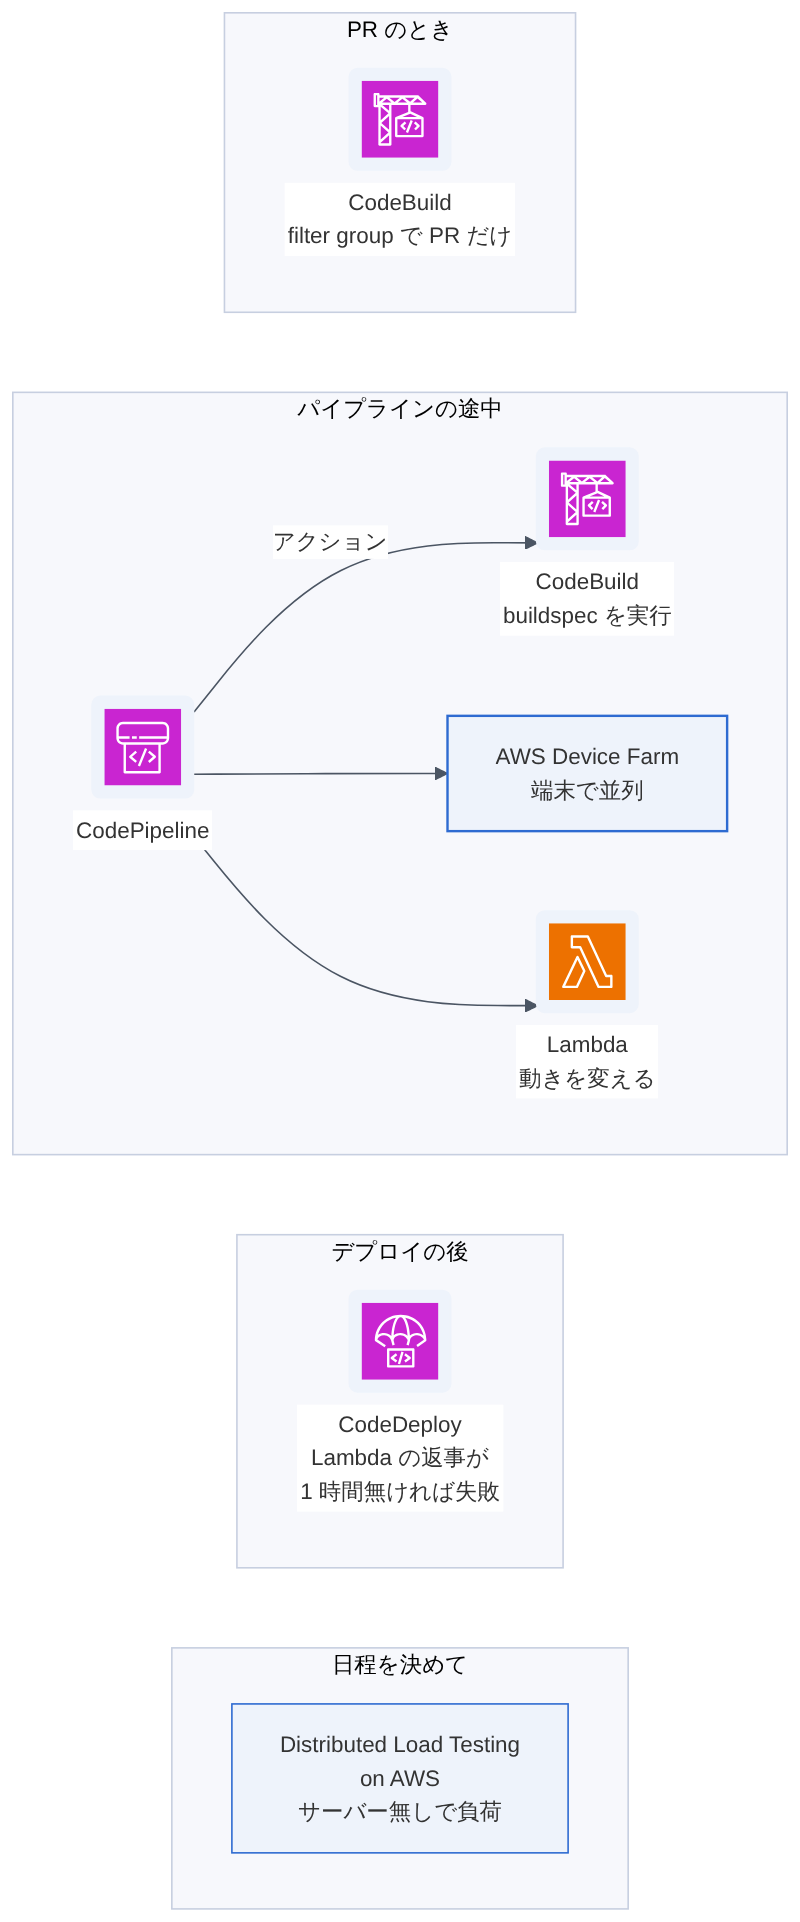 PR のとき
CodeBuild
filter group で PR だけ
パイプラインの途中
アクション
CodeBuild
buildspec を実行
AWS Device Farm
端末で並列
CodePipeline
Lambda
動きを変える
デプロイの後
CodeDeploy
Lambda の返事が
1 時間無ければ失敗
日程を決めて
Distributed Load Testing
on AWS
サーバー無しで負荷